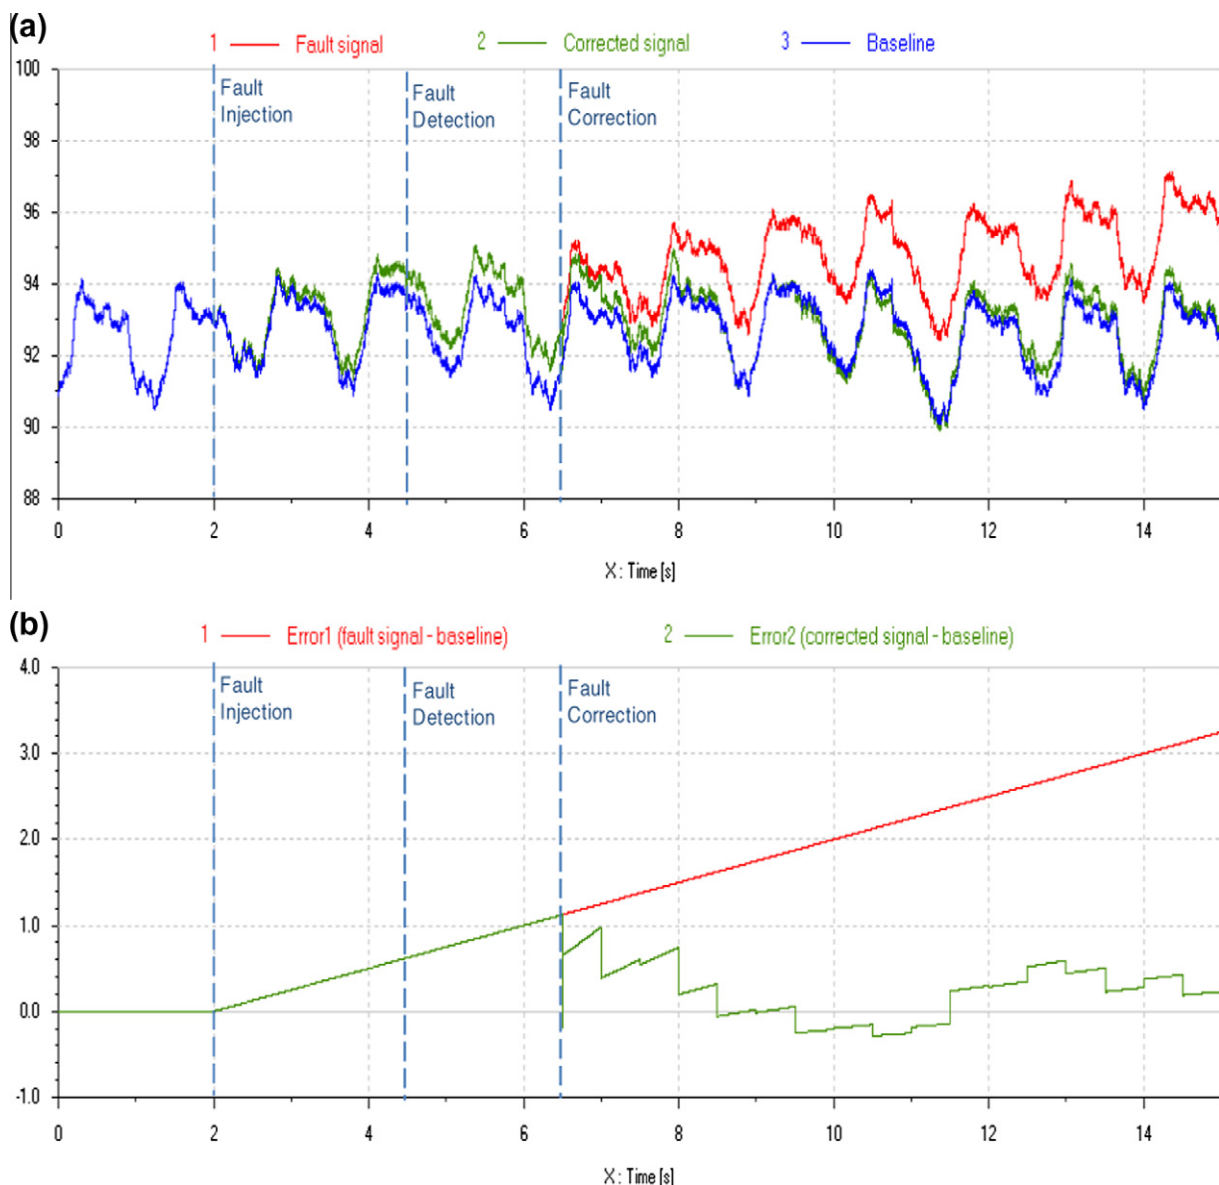 (a)
1 Fault signal 2 Corrected signal 3 Baseline
100
Fault
Injection
Fault
Detection
Fault
Correction
98
96
94
92
90
88
0 2 4 6 8 10 12 14
X : Time [s]
(b)
1 Error1 (fault signal - baseline) 2 Error2 (corrected signal - baseline)
4.0
Fault
Injection
Fault
Detection
Fault
Correction
3.0
2.0
1.0
0.0
-1.0
0 2 4 6 8 10 12 14
X : Time [s]